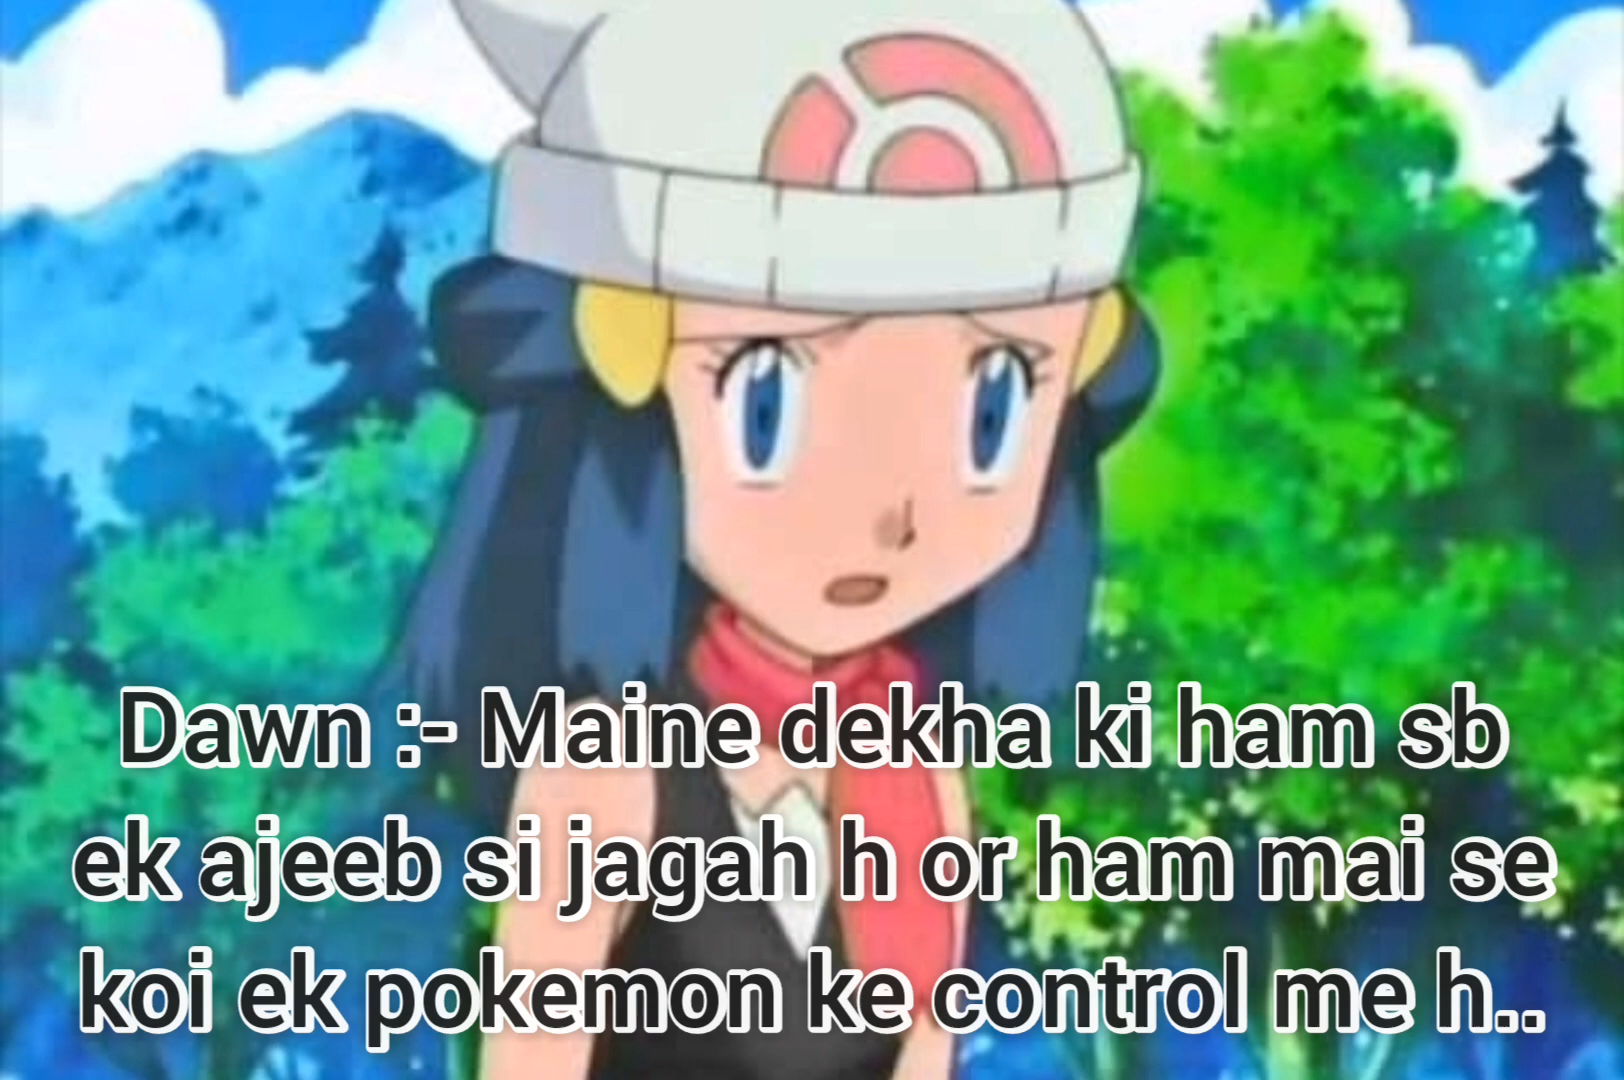 Dawn :- Maine dekha ki ham sb
ek ajeeb si jagah h or ham mai se
koi ek pokemon ke control me h..